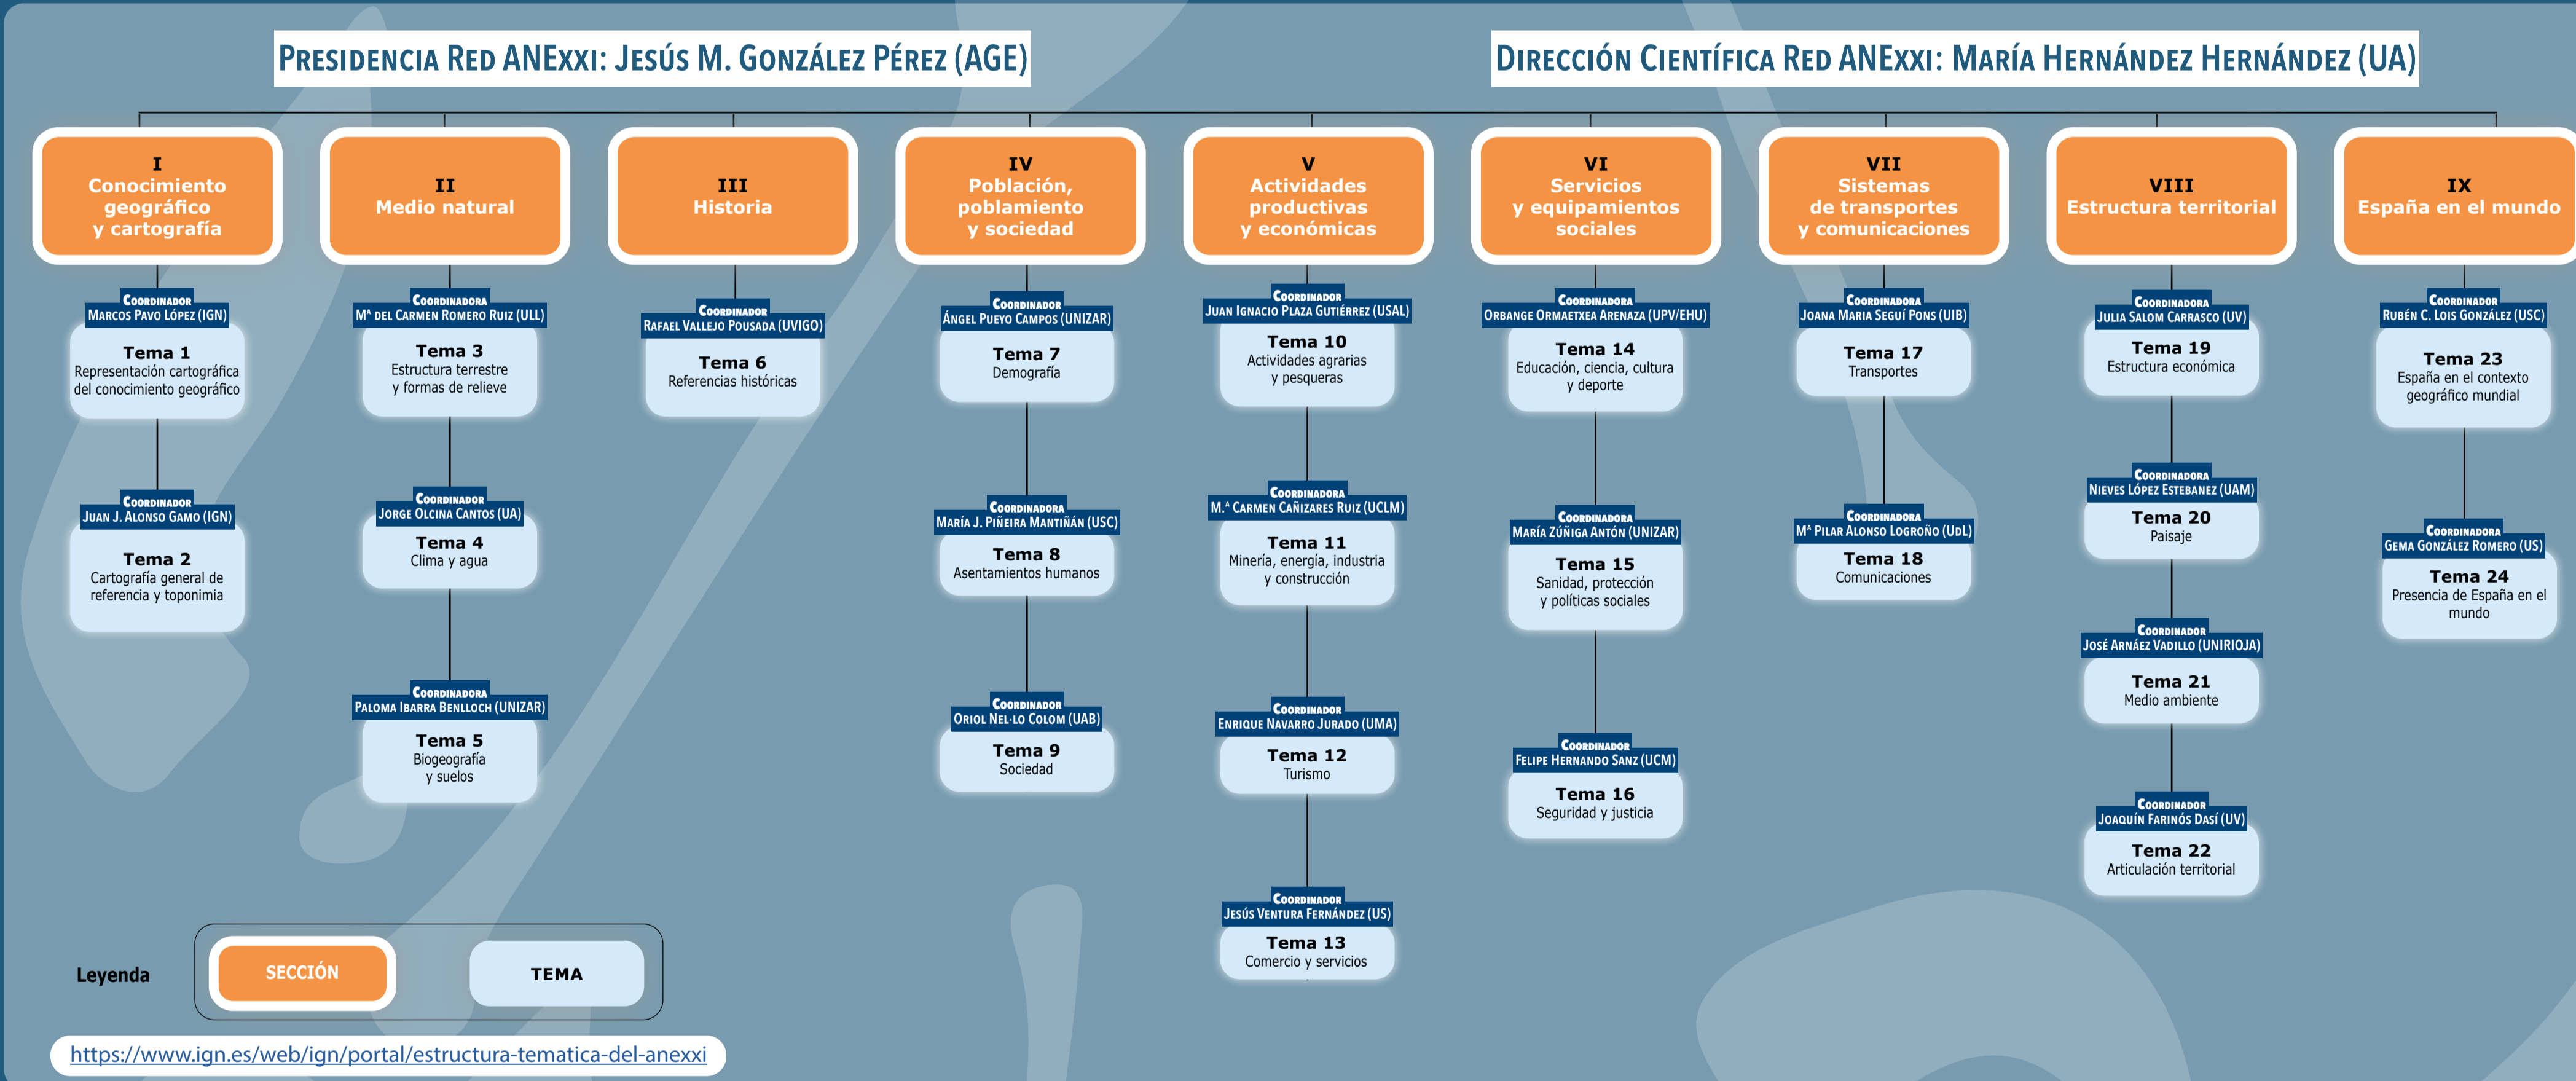 Presidencia Red ANExxi: Jesús M. González Pérez (AGE)
Dirección Científica Red ANExxi: María Hernández Hernández (UA)
I
Conocimiento
geográfico
y cartografía
Coordinador
Marcos Pavo López (IGN)
Tema 1
Representación cartográfica
del conocimiento geográfico
Coordinador
Juan J. Alonso Gamo (IGN)
Tema 2
Cartografía general de
referencia y toponimia
II
Medio natural
Coordinadora
Mª del Carmen Romero Ruiz (ULL)
Tema 3
Estructura terrestre
y formas de relieve
Coordinador
Jorge Olcina Cantos (UA)
Tema 4
Clima y agua
Coordinadora
Paloma Ibarra Benlloch (UNIZAR)
Tema 5
Biogeografía
y suelos
III
Historia
Coordinador
Rafael Vallejo Pousada (UVIGO)
Tema 6
Referencias históricas
IV
Población,
poblamiento
y sociedad
Coordinador
Ángel Pueyo Campos (UNIZAR)
Tema 7
Demografía
Coordinadora
María J. Piñeira Mantiñán (USC)
Tema 8
Asentamientos humanos
Coordinador
Oriol Nel·lo Colom (UAB)
Tema 9
Sociedad
V
Actividades
productivas
y económicas
Coordinador
Juan Ignacio Plaza Gutiérrez (USAL)
Tema 10
Actividades agrarias
y pesqueras
Coordinadora
M.ª Carmen Cañizares Ruiz (UCLM)
Tema 11
Minería, energía, industria
y construcción
Coordinador
Enrique Navarro Jurado (UMA)
Tema 12
Turismo
Coordinador
Jesús Ventura Fernández (US)
Tema 13
Comercio y servicios
VI
Servicios
y equipamientos
sociales
Coordinadora
Orbange Ormaetxea Arenaza (UPV/EHU)
Tema 14
Educación, ciencia, cultura
y deporte
Coordinadora
María Zúñiga Antón (UNIZAR)
Tema 15
Sanidad, protección
y políticas sociales
Coordinador
Felipe Hernando Sanz (UCM)
Tema 16
Seguridad y justicia
VII
Sistemas
de transportes
y comunicaciones
Coordinadora
Joana Maria Seguí Pons (UIB)
Tema 17
Transportes
Coordinadora
Mª Pilar Alonso Logroño (UdL)
Tema 18
Comunicaciones
VIII
Estructura territorial
Coordinadora
Julia Salom Carrasco (UV)
Tema 19
Estructura económica
Coordinadora
Nieves López Estebanez (UAM)
Tema 20
Paisaje
Coordinador
José Arnáez Vadillo (UNIRIOJA)
Tema 21
Medio ambiente
Coordinador
Joaquín Farinós Dasí (UV)
Tema 22
Articulación territorial
IX
España en el mundo
Coordinador
Rubén C. Lois González (USC)
Tema 23
España en el contexto
geográfico mundial
Coordinadora
Gema González Romero (US)
Tema 24
Presencia de España en el
mundo
Leyenda
SECCIÓN
TEMA
https://www.ign.es/web/ign/portal/estructura-tematica-del-anexxi